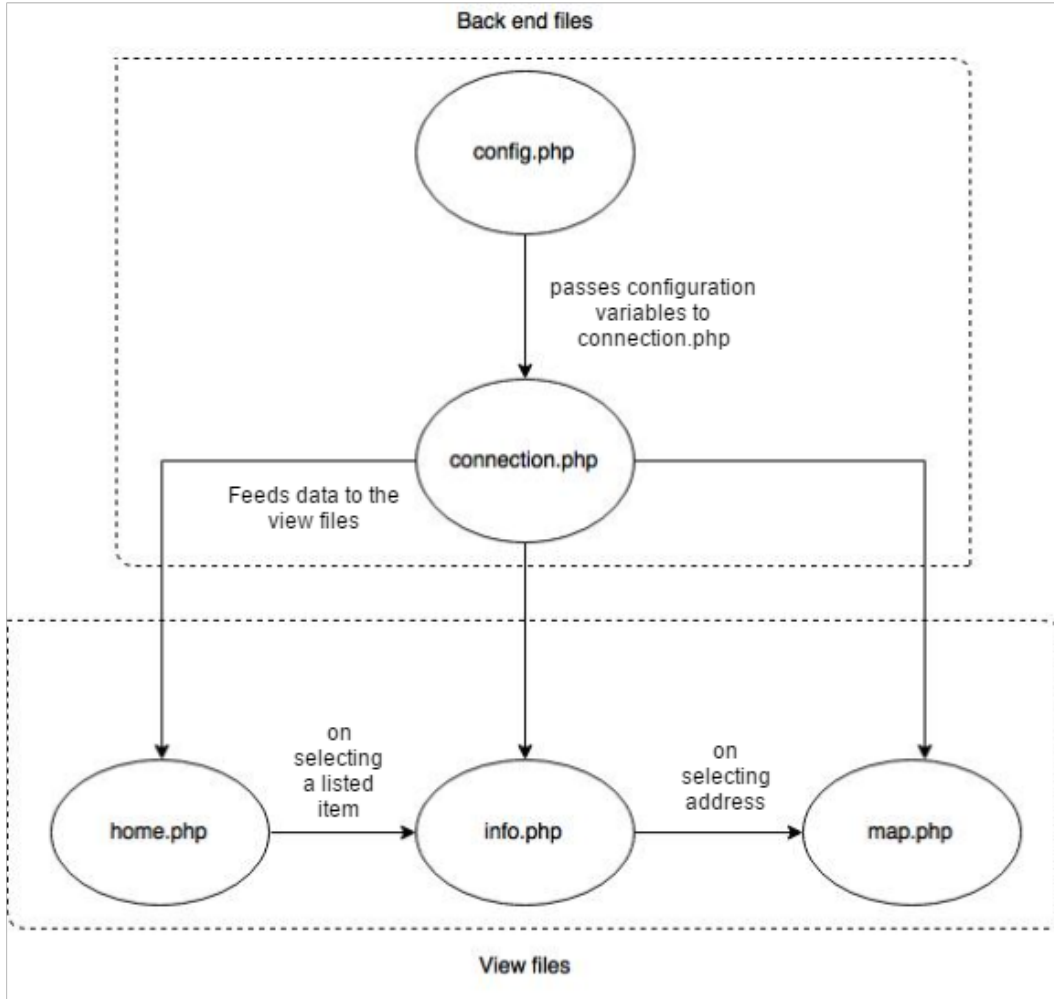 Back end files
config.php
passes configuration
variables to
connection.php
connection.php
Feeds data to the
view files
on
selecting
a listed
item
on
selecting
address
home.php
info.php
map.php
View files